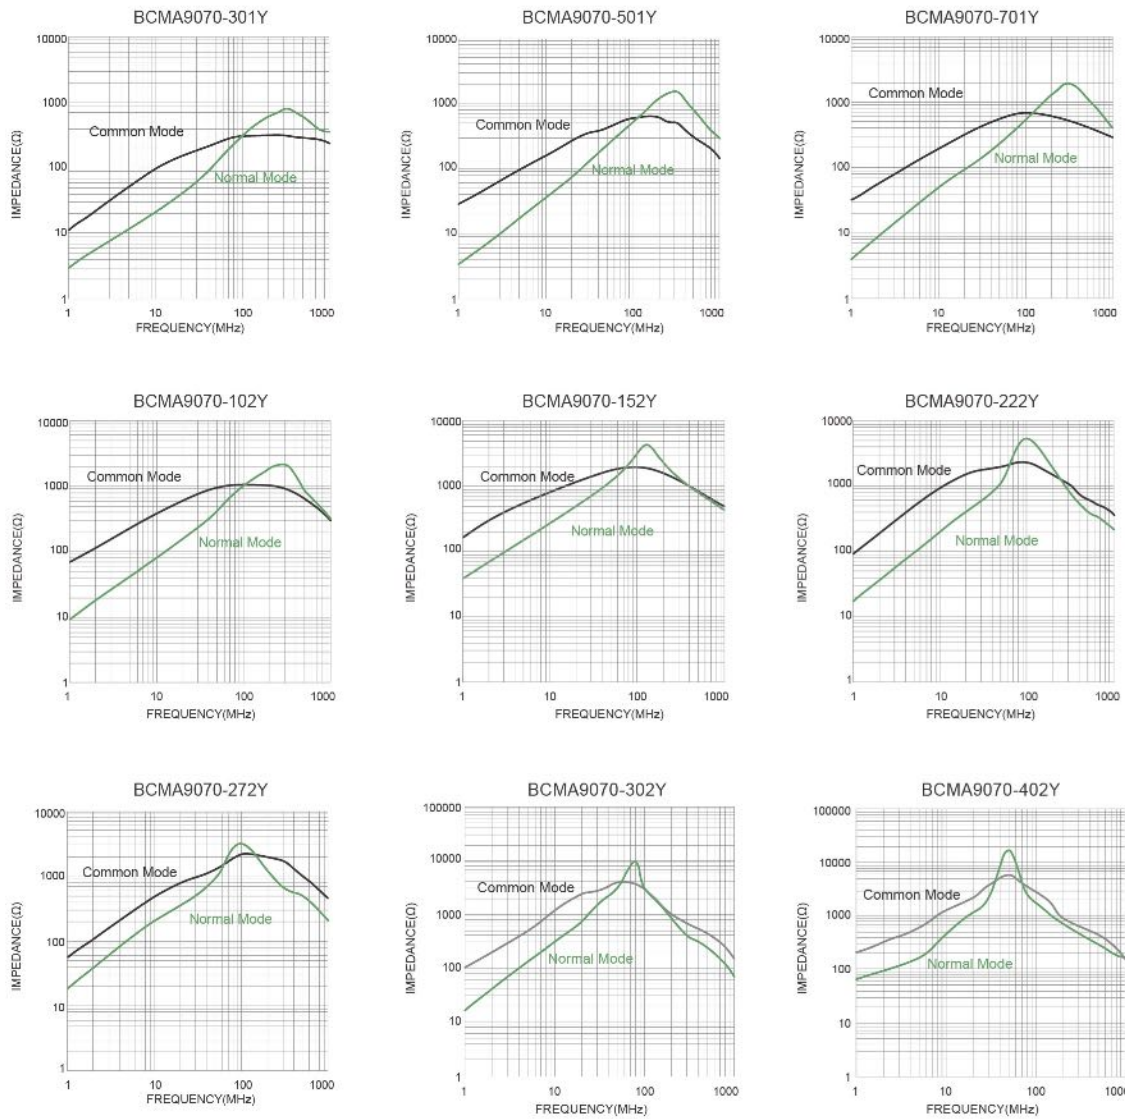 BCMA9070-301Y
10000
1000
100
10
1
IMPEDANCE(Ω)
Common Mode
Normal Mode
1 10 100 1000
FREQUENCY(MHz)
BCMA9070-501Y
10000
1000
100
10
1
IMPEDANCE(Ω)
Common Mode
Normal Mode
1 10 100 1000
FREQUENCY(MHz)
BCMA9070-701Y
10000
1000
100
10
1
IMPEDANCE(Ω)
Common Mode
Normal Mode
1 10 100 1000
FREQUENCY(MHz)
BCMA9070-102Y
10000
1000
100
10
1
IMPEDANCE(Ω)
Common Mode
Normal Mode
1 10 100 1000
FREQUENCY(MHz)
BCMA9070-152Y
10000
1000
100
10
1
IMPEDANCE(Ω)
Common Mode
Normal Mode
1 10 100 1000
FREQUENCY(MHz)
BCMA9070-222Y
10000
1000
100
10
1
IMPEDANCE(Ω)
Common Mode
Normal Mode
1 10 100 1000
FREQUENCY(MHz)
BCMA9070-272Y
10000
1000
100
10
1
IMPEDANCE(Ω)
Common Mode
Normal Mode
1 10 100 1000
FREQUENCY(MHz)
BCMA9070-302Y
100000
10000
1000
100
10
1
IMPEDANCE(Ω)
Common Mode
Normal Mode
1 10 100 1000
FREQUENCY(MHz)
BCMA9070-402Y
100000
10000
1000
100
10
1
IMPEDANCE(Ω)
Common Mode
Normal Mode
1 10 100 1000
FREQUENCY(MHz)